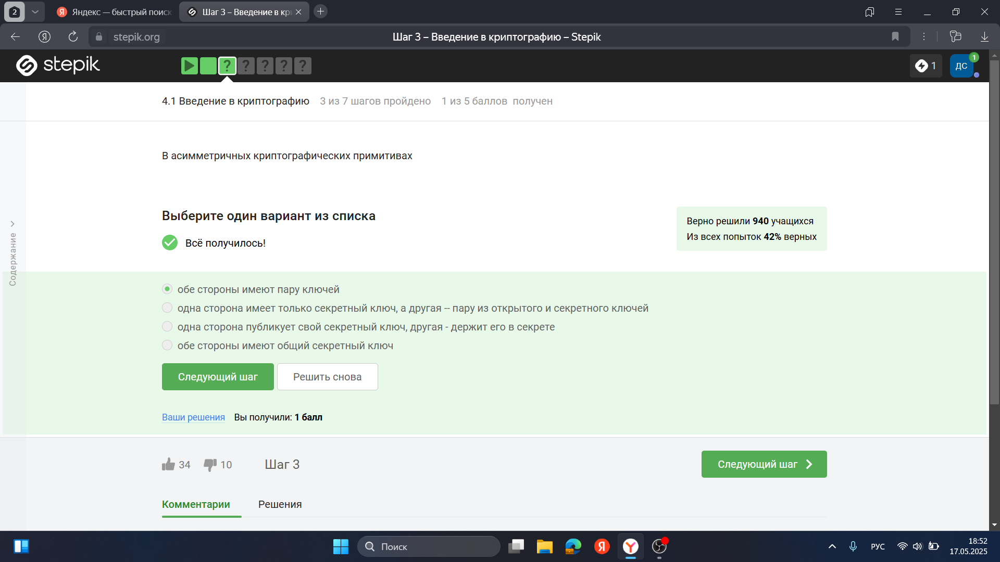 2
Яндекс — быстрый поиск
Шаг 3 – Введение в кри
stepik.org
Шаг 3 – Введение в криптографию – Stepik
stepik
? ? ? ? ?
1
ДС
1
4.1 Введение в криптографию 3 из 7 шагов пройдено 1 из 5 баллов получен
В асимметричных криптографических примитивах
Выберите один вариант из списка
Всё получилось!
Верно решили 940 учащихся
Из всех попыток 42% верных
Содержание
обе стороны имеют пару ключей
одна сторона имеет только секретный ключ, а другая -- пару из открытого и секретного ключей
одна сторона публикует свой секретный ключ, другая - держит его в секрете
обе стороны имеют общий секретный ключ
Следующий шаг
Решить снова
Ваши решения Вы получили: 1 балл
34 10 Шаг 3
Следующий шаг
Комментарии
Решения
Поиск
РУС
18:52
17.05.2025